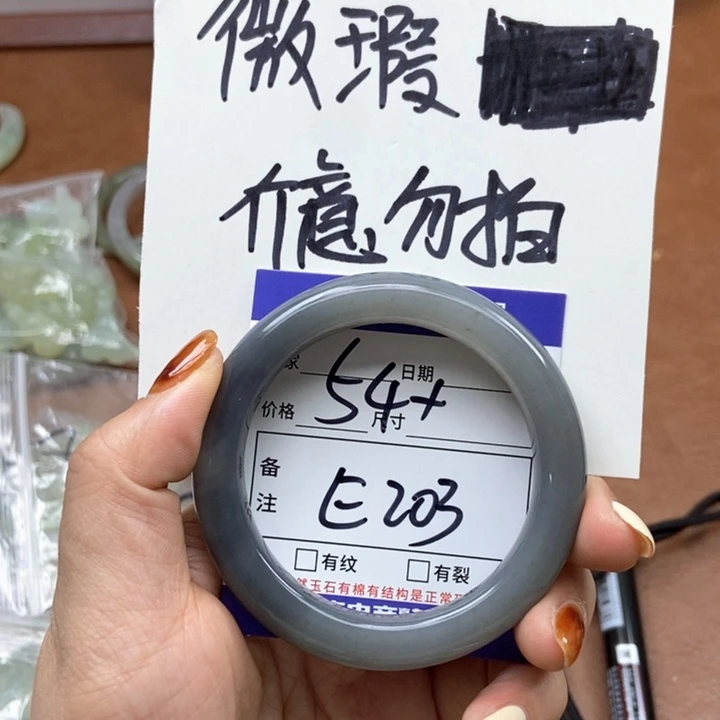 微瑕
介意勿拍
家 日期
54+
价格 尺寸
备注
E203
有纹 有裂
然玉石有棉有结构是正常